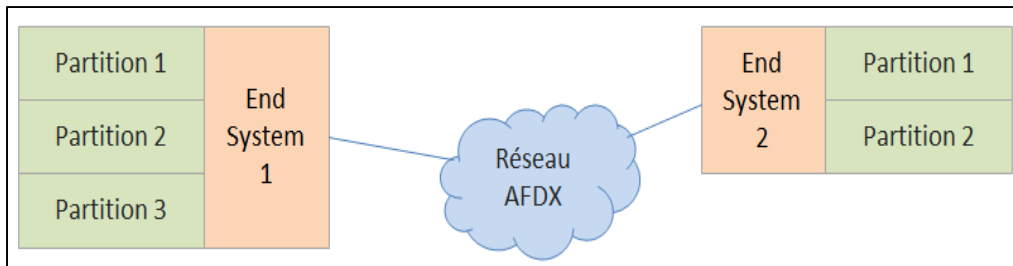 Partition 1
Partition 2
Partition 3
End
System
1
Réseau
AFDX
End
System
2
Partition 1
Partition 2